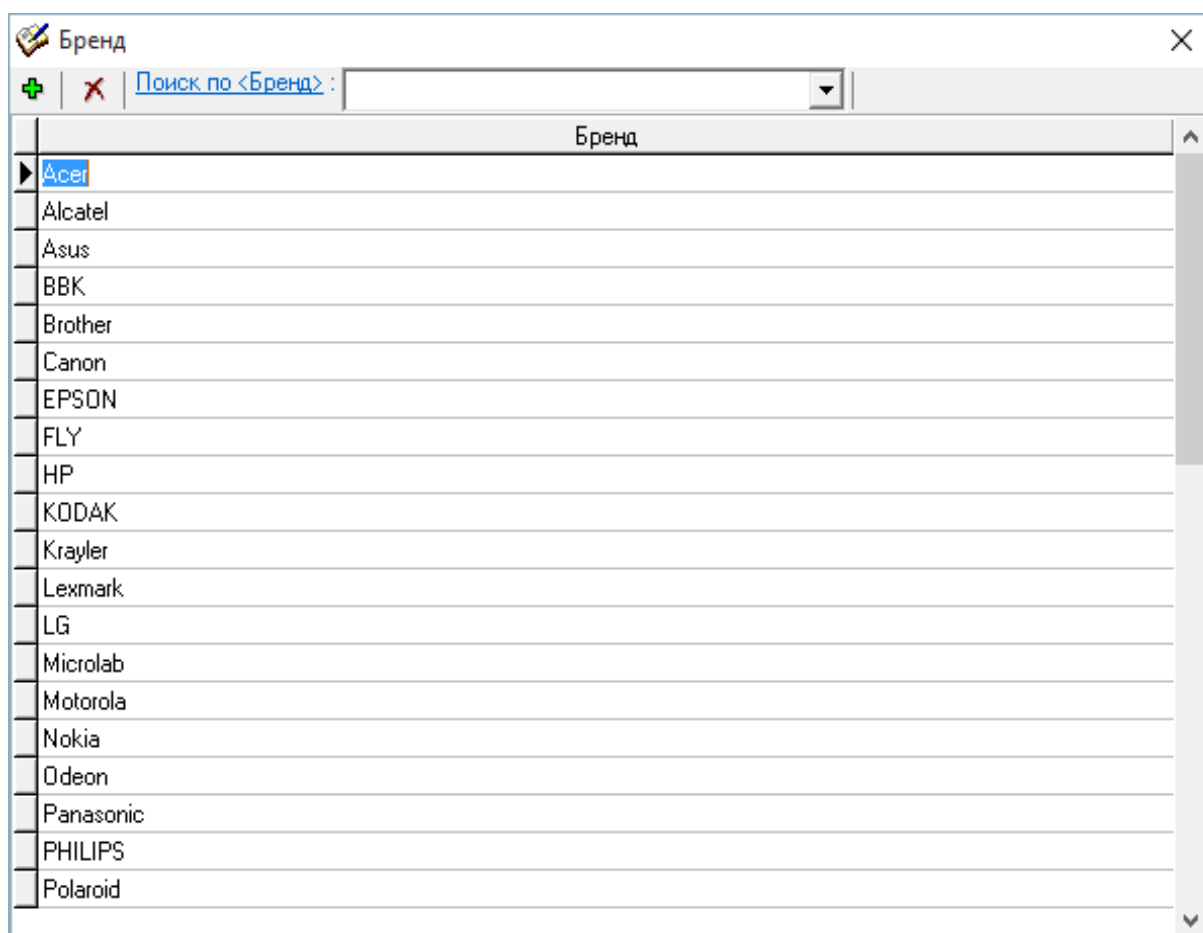 Бренд
Поиск по <Бренд> :
Бренд
Acer
Alcatel
Asus
BBK
Brother
Canon
EPSON
FLY
HP
KODAK
Krayler
Lexmark
LG
Microlab
Motorola
Nokia
Odeon
Panasonic
PHILIPS
Polaroid